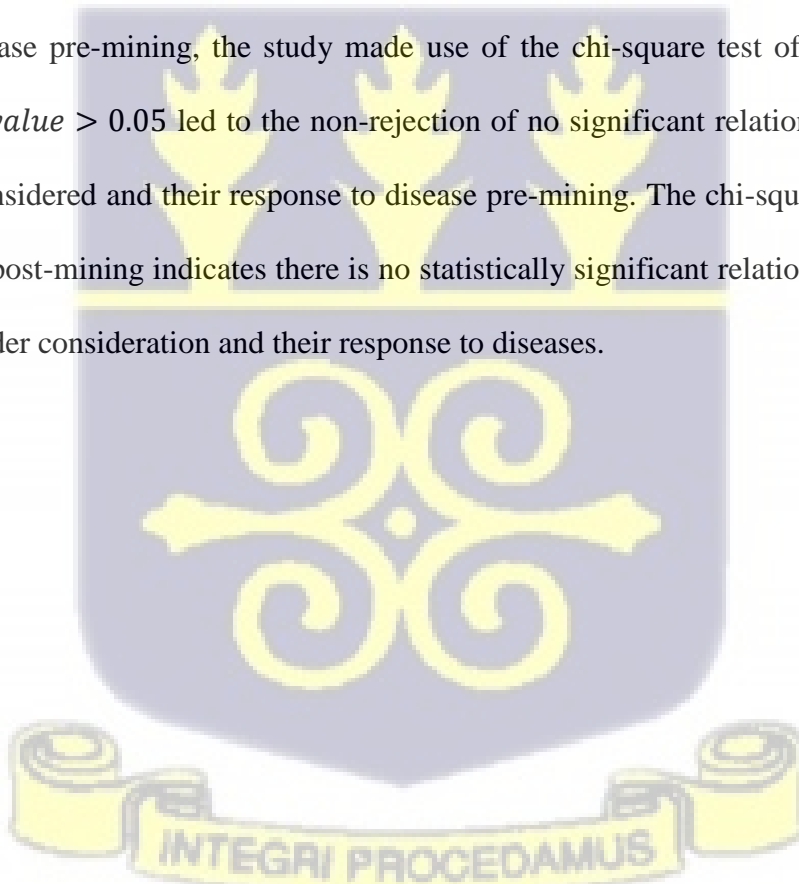 ase pre-mining, the study made use of the chi-square test of
value > 0.05 led to the non-rejection of no significant relation
nsidered and their response to disease pre-mining. The chi-squ
post-mining indicates there is no statistically significant relatio
der consideration and their response to diseases.
INTEGRI PROCEDAMUS